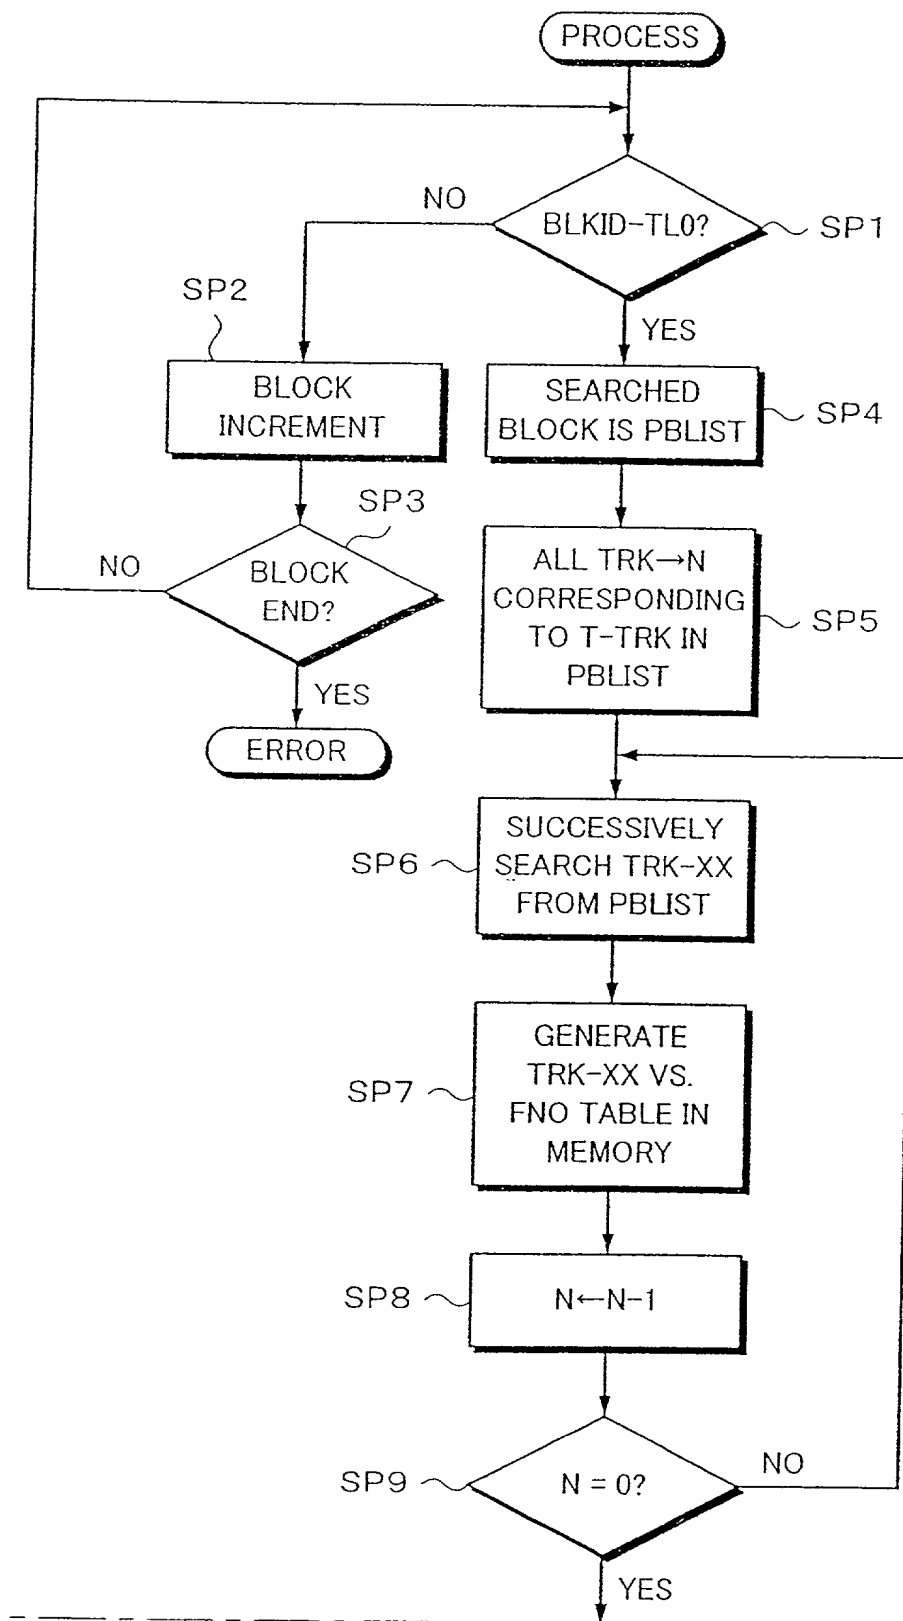 PROCESS
NO
BLKID-TL0?
SP1
SP2
YES
BLOCK
INCREMENT
SEARCHED
BLOCK IS PBLIST
SP4
SP3
NO
BLOCK
END?
ALL TRK→N
CORRESPONDING
TO T-TRK IN
PBLIST
SP5
YES
ERROR
SP6
SUCCESSIVELY
SEARCH TRK-XX
FROM PBLIST
SP7
GENERATE
TRK-XX VS.
FNO TABLE IN
MEMORY
SP8
N←N-1
SP9
N = 0?
NO
YES